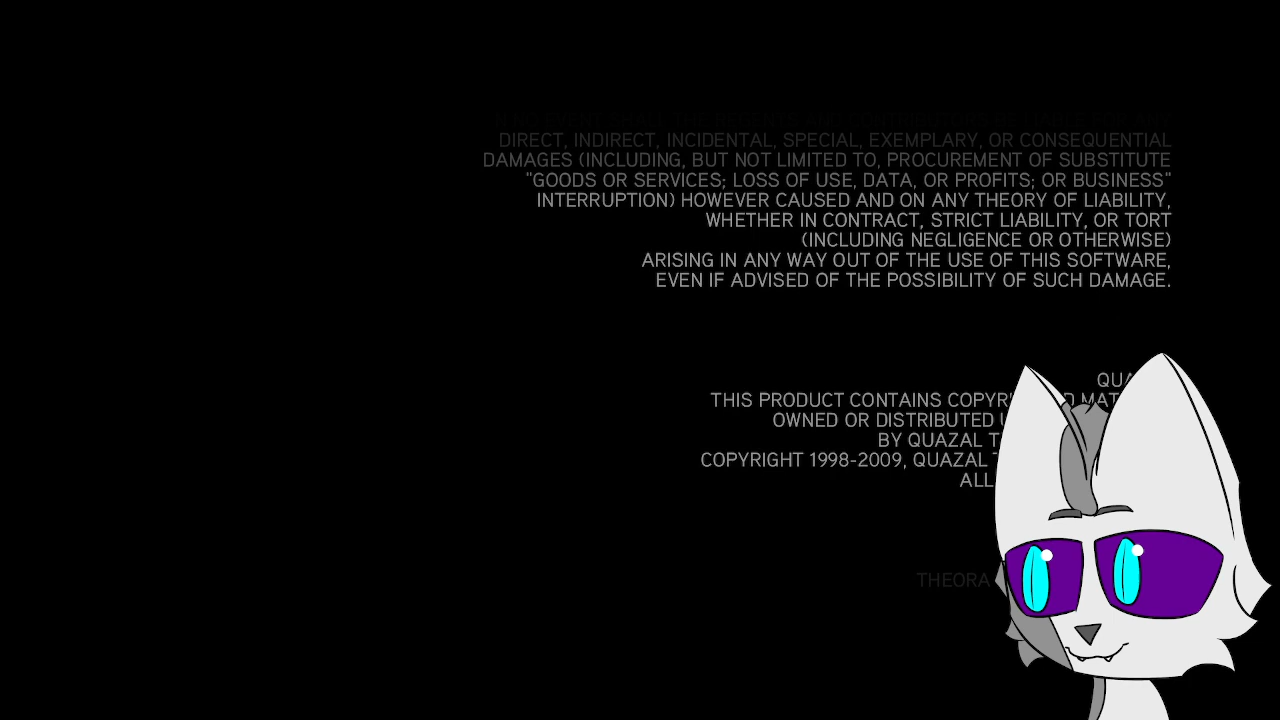 DIRECT, INDIRECT, INCIDENTAL, SPECIAL, EXEMPLARY, OR CONSEQUENTIAL
DAMAGES (INCLUDING, BUT NOT LIMITED TO, PROCUREMENT OF SUBSTITUTE
"GOODS OR SERVICES; LOSS OF USE, DATA, OR PROFITS; OR BUSINESS"
INTERRUPTION) HOWEVER CAUSED AND ON ANY THEORY OF LIABILITY,
WHETHER IN CONTRACT, STRICT LIABILITY, OR TORT
(INCLUDING NEGLIGENCE OR OTHERWISE)
ARISING IN ANY WAY OUT OF THE USE OF THIS SOFTWARE,
EVEN IF ADVISED OF THE POSSIBILITY OF SUCH DAMAGE.
THIS PRODUCT CONTAINS
OWNED OR DISTRIBUTED
BY QUAZAL
COPYRIGHT 1998-2009, QUAZAL
ALL
THEORA